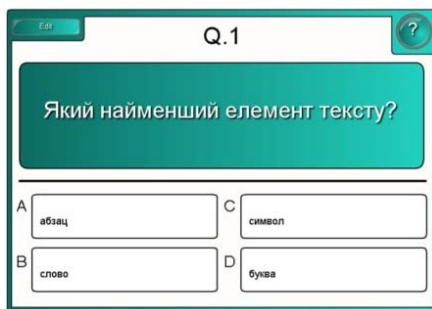 Edit
Q.1
?
Який найменший елемент тексту?
A
абзац
C
символ
B
слово
D
буква